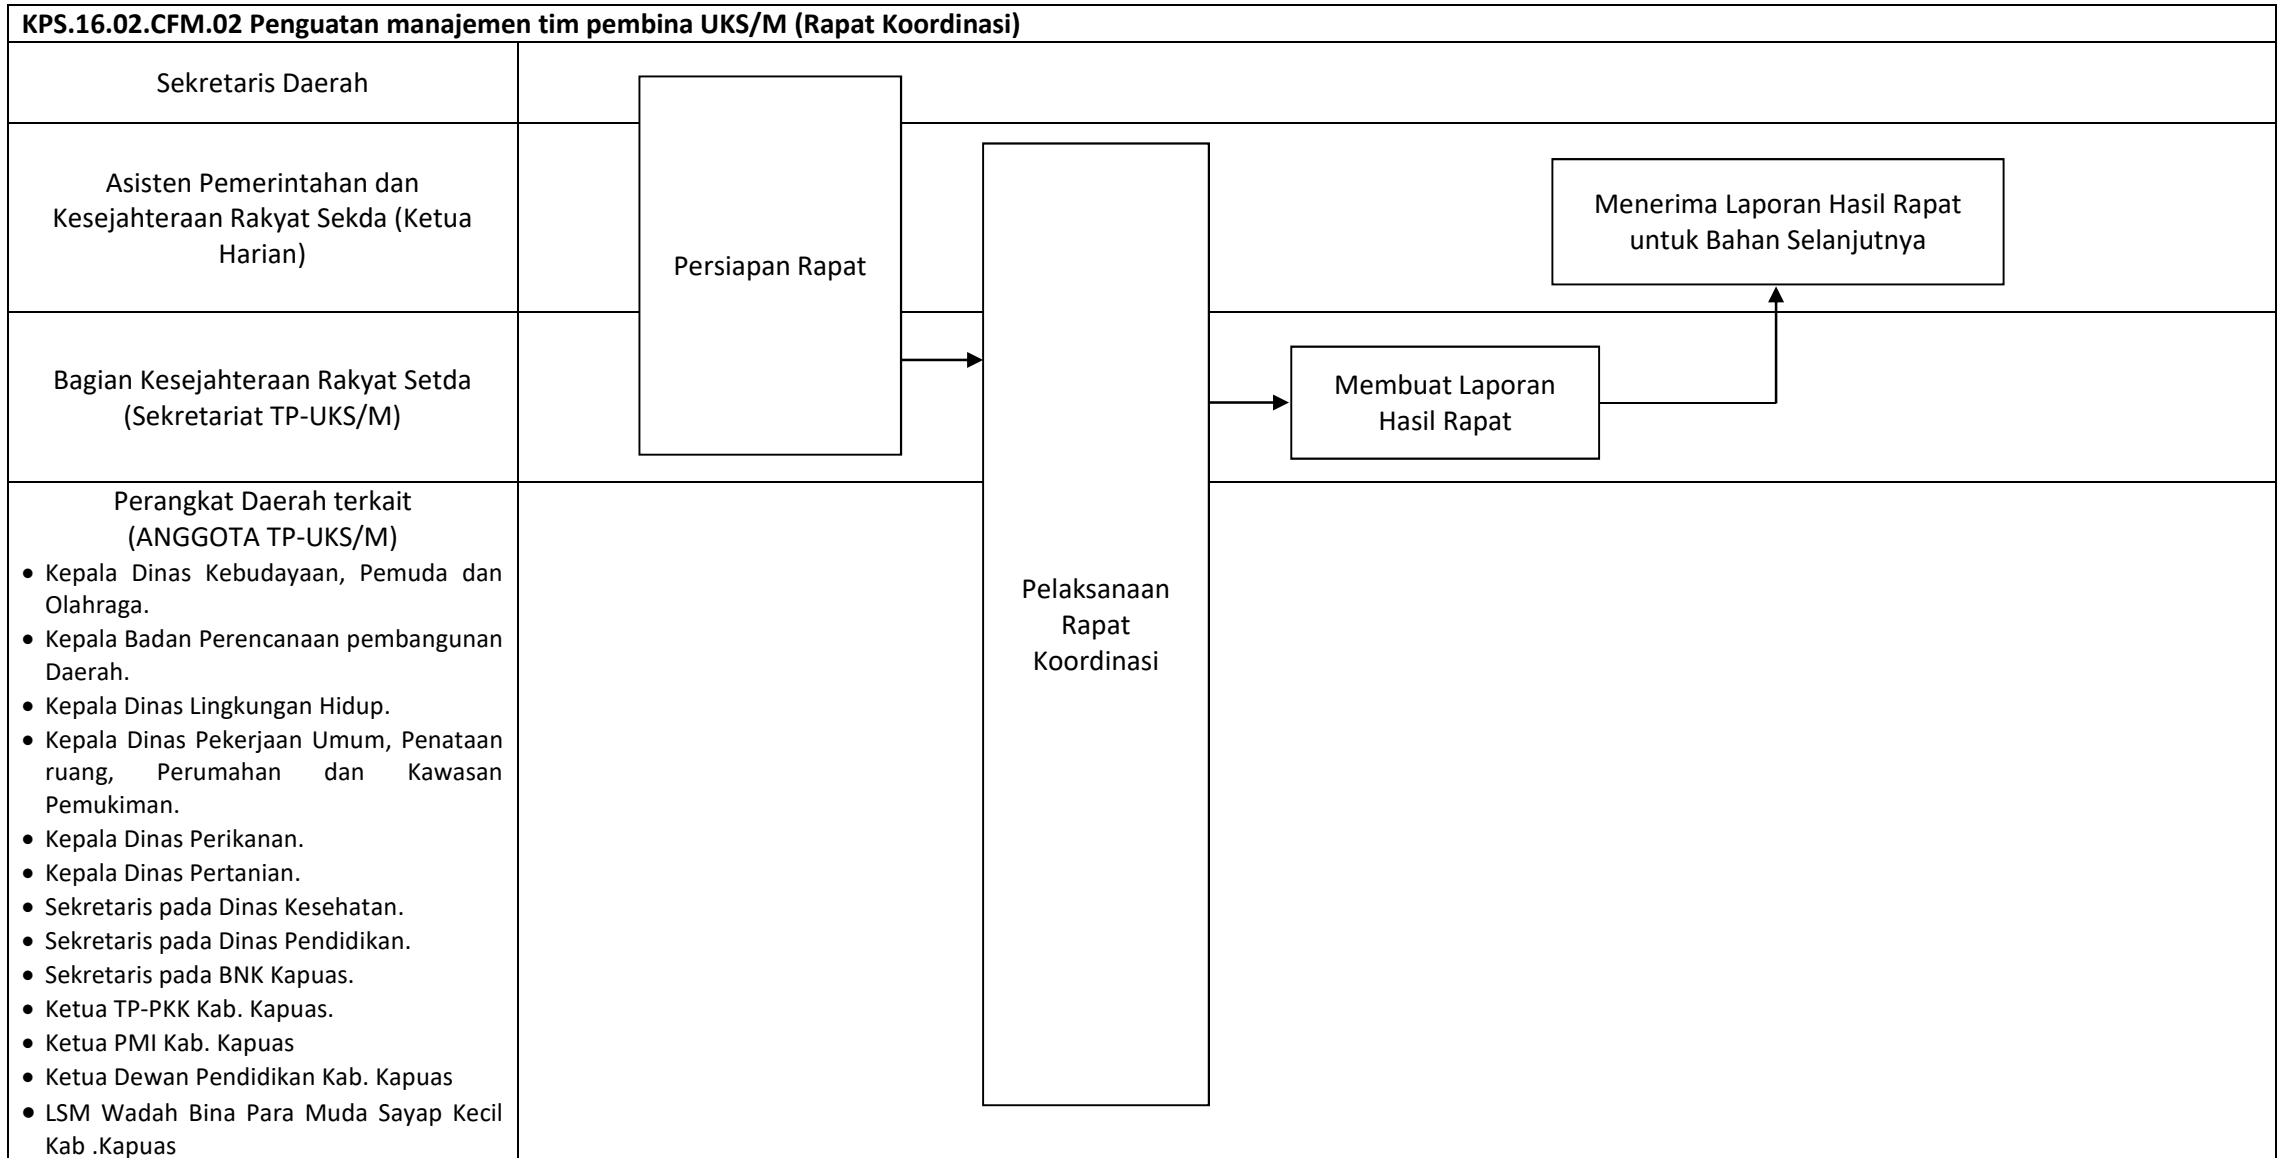 KPS.16.02.CFM.02 Penguatan manajemen tim pembina UKS/M (Rapat Koordinasi)
Sekretaris Daerah
Asisten Pemerintahan dan
Kesejahteraan Rakyat Sekda (Ketua
Harian)
Persiapan Rapat
Menerima Laporan Hasil Rapat
untuk Bahan Selanjutnya
Bagian Kesejahteraan Rakyat Setda
(Sekretariat TP-UKS/M)
Membuat Laporan
Hasil Rapat
Perangkat Daerah terkait
(ANGGOTA TP-UKS/M)
• Kepala Dinas Kebudayaan, Pemuda dan
Olahraga.
• Kepala Badan Perencanaan pembangunan
Daerah.
• Kepala Dinas Lingkungan Hidup.
• Kepala Dinas Pekerjaan Umum, Penataan
ruang, Perumahan dan Kawasan
Pemukiman.
• Kepala Dinas Perikanan.
• Kepala Dinas Pertanian.
• Sekretaris pada Dinas Kesehatan.
• Sekretaris pada Dinas Pendidikan.
• Sekretaris pada BNK Kapuas.
• Ketua TP-PKK Kab. Kapuas.
• Ketua PMI Kab. Kapuas
• Ketua Dewan Pendidikan Kab. Kapuas
• LSM Wadah Bina Para Muda Sayap Kecil
Kab .Kapuas
Pelaksanaan
Rapat
Koordinasi